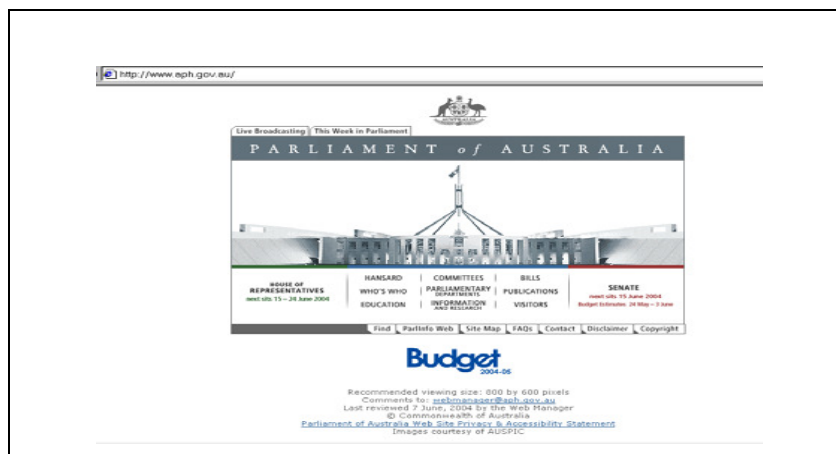 http://www.aph.gov.au/
AUSTRALIA
Live Broadcasting This Week in Parliament
PARLIAMENT of AUSTRALIA
HOUSE OF
REPRESENTATIVES
next sits 15 - 24 June 2004
HANSARD
WHO'S WHO
EDUCATION
COMMITTEES
PARLIAMENTARY
DEPARTMENTS
INFORMATION
AND RESEARCH
BILLS
PUBLICATIONS
VISITORS
SENATE
next sits 15 June 2004
Budget Estimates 24 May - 3 June
Find ParlInfo Web Site Map FAQs Contact Disclaimer Copyright
Budget
2004-05
Recommended viewing size: 800 by 600 pixels
Comments to: webmanager@aph.gov.au
Last reviewed 7 June, 2004 by the Web Manager
© Commonwealth of Australia
Parliament of Australia Web Site Privacy & Accessibility Statement
Images courtesy of AUSPIC